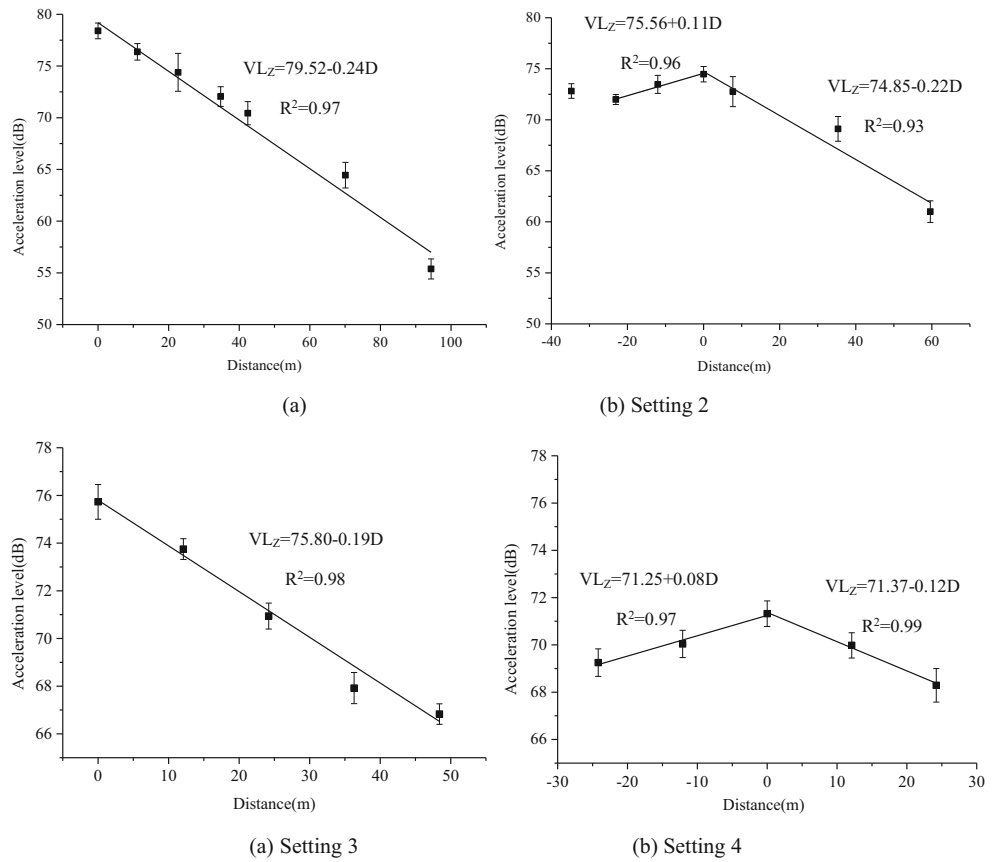 80
75
70
65
60
55
50
Acceleration level(dB)
VLZ=79.52-0.24D
R²=0.97
0 20 40 60 80 100
Distance(m)
(a)
80
75
70
65
60
55
50
Acceleration level(dB)
VLZ=75.56+0.11D
R²=0.96
VLZ=74.85-0.22D
R²=0.93
-40 -20 0 20 40 60
Distance(m)
(b) Setting 2
78
76
74
72
70
68
66
Acceleration level(dB)
VLZ=75.80-0.19D
R²=0.98
0 10 20 30 40 50
Distance(m)
(a) Setting 3
78
76
74
72
70
68
66
Acceleration level(dB)
VLZ=71.25+0.08D
R²=0.97
VLZ=71.37-0.12D
R²=0.99
-30 -20 -10 0 10 20 30
Distance(m)
(b) Setting 4